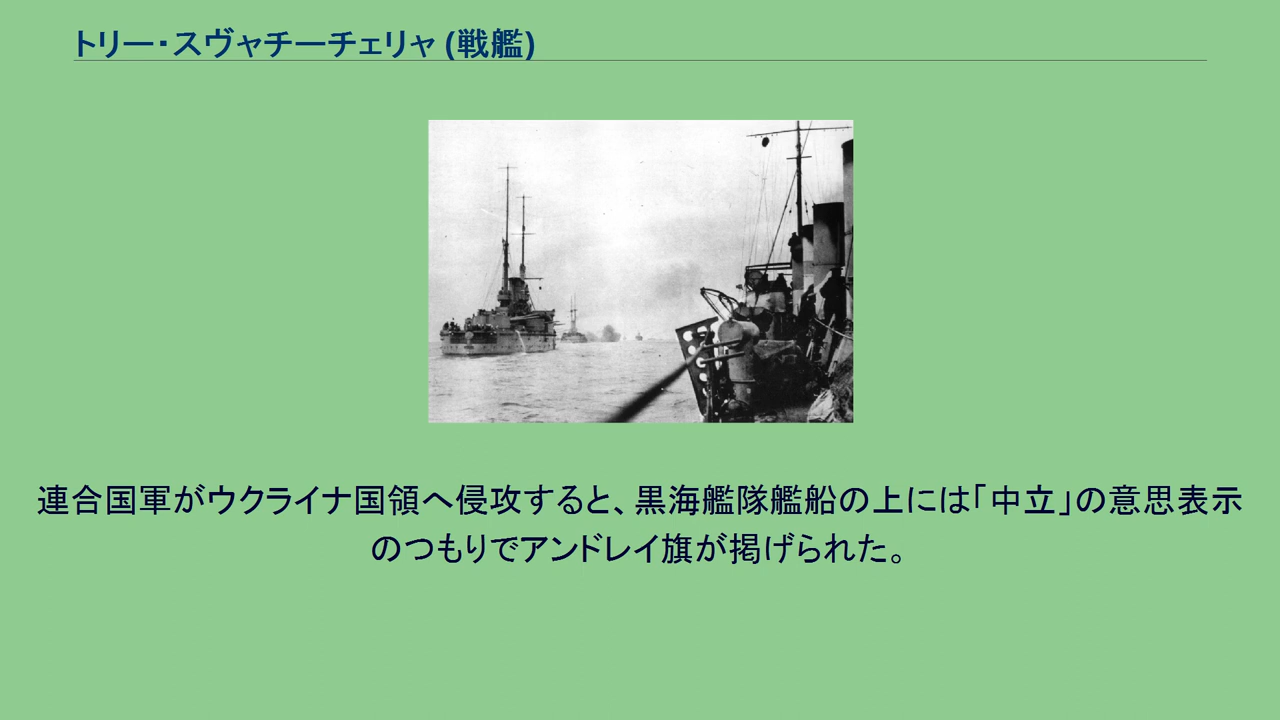 トリー・スヴャチーチェリャ (戦艦)
連合国軍がウクライナ国領へ侵攻すると、黒海艦隊艦船の上には「中立」の意思表示
のつもりでアンドレイ旗が掲げられた。